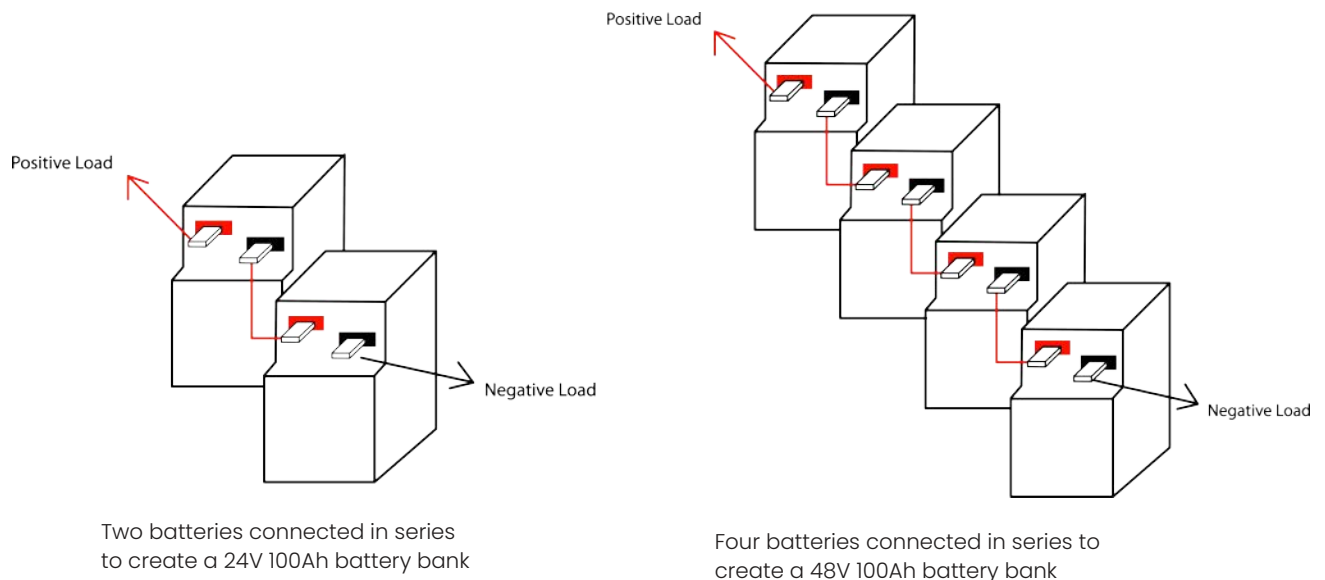 Positive Load
Negative Load
Two batteries connected in series
to create a 24V 100Ah battery bank
Positive Load
Negative Load
Four batteries connected in series to
create a 48V 100Ah battery bank